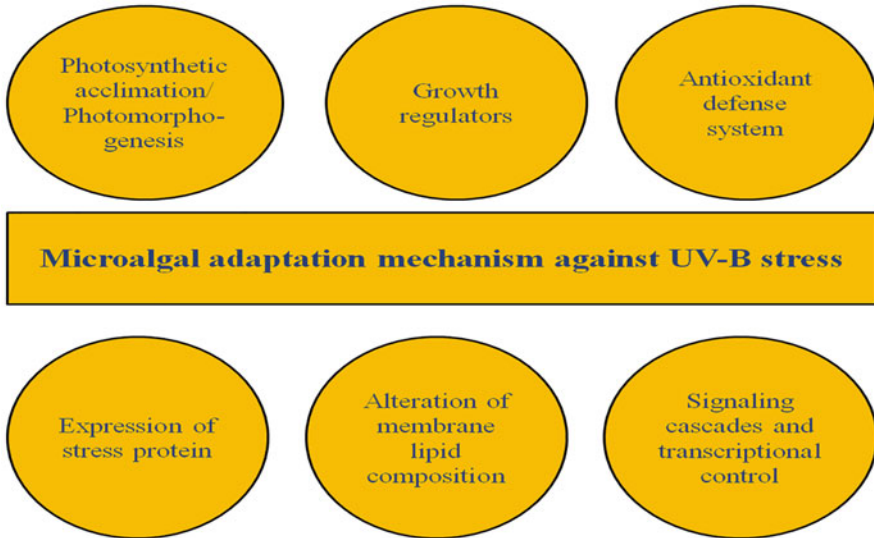 Photosynthetic
acclimation/
Photomorpho-
genesis
Growth
regulators
Antioxidant
defense
system
Microalgal adaptation mechanism against UV-B stress
Expression of
stress protein
Alteration of
membrane
lipid
composition
Signaling
cascades and
transcriptional
control